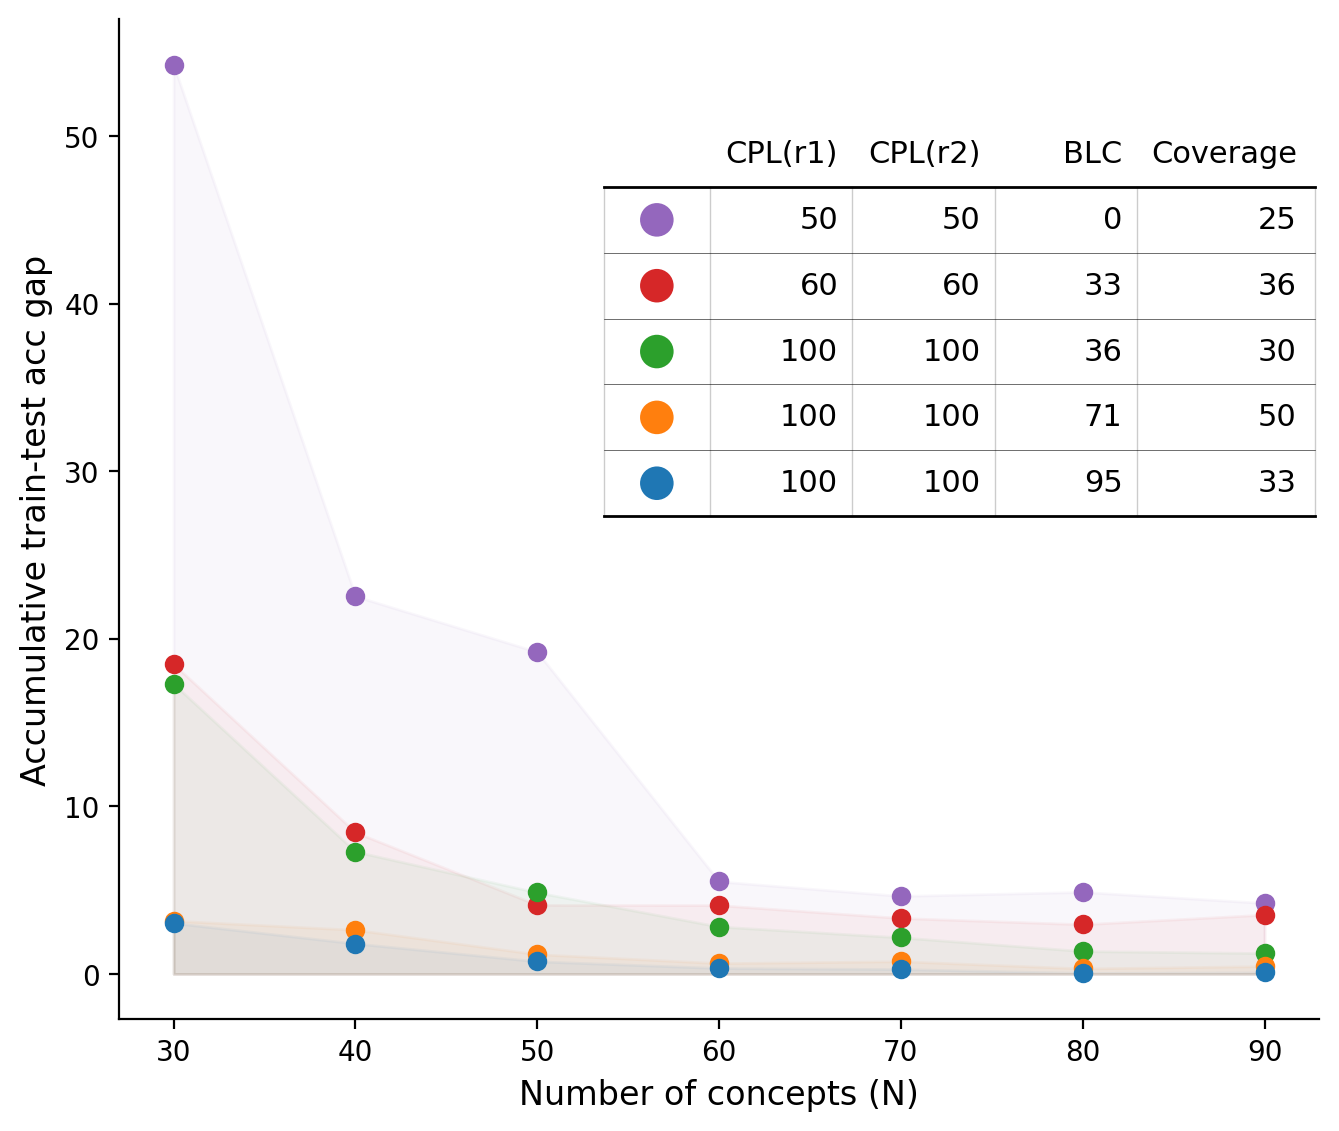 Accumulative train-test acc gap
50
40
30
20
10
0
CPL(r1) CPL(r2) BLC Coverage
50 50 0 25
60 60 33 36
100 100 36 30
100 100 71 50
100 100 95 33
30 40 50 60 70 80 90
Number of concepts (N)